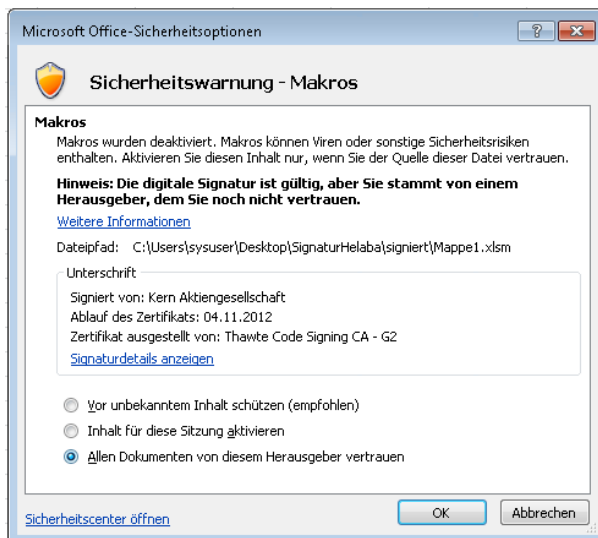 Microsoft Office-Sicherheitsoptionen
Sicherheitswarnung - Makros
Makros
Makros wurden deaktiviert. Makros können Viren oder sonstige Sicherheitsrisiken
enthalten. Aktivieren Sie diesen Inhalt nur, wenn Sie der Quelle dieser Datei vertrauen.
Hinweis: Die digitale Signatur ist gültig, aber Sie stammt von einem
Herausgeber, dem Sie noch nicht vertrauen.
Weitere Informationen
Dateipfad: C:\Users\sysuser\Desktop\SignaturHelaba\signiert\Mappe1.xlsm
Unterschrift
Signiert von: Kern Aktiengesellschaft
Ablauf des Zertifikats: 04.11.2012
Zertifikat ausgestellt von: Thawte Code Signing CA - G2
Signaturdetails anzeigen
Vor unbekanntem Inhalt schützen (empfohlen)
Inhalt für diese Sitzung aktivieren
Allen Dokumenten von diesem Herausgeber vertrauen
Sicherheitscenter öffnen
OK
Abbrechen